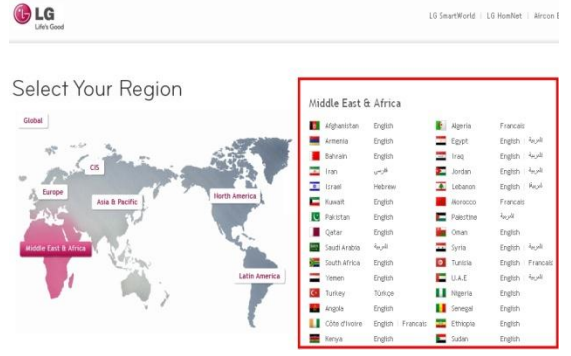 LG
Life's Good
LG SmartWorld | LG HomNet | Aircon
Select Your Region
Global
CIS
Europe
Asia & Pacific
North America
Middle East & Africa
Latin America
Middle East & Africa
Afghanistan English Algeria Francais
Armenia English Egypt English | العربية
Bahrain English Iraq English | العربية
Iran فارسی Jordan English | العربية
Israel Hebrew Lebanon English | العربية
Kuwait English Morocco Francais
Pakistan English Palestine العربية
Qatar English Oman English
Saudi Arabia العربية Syria English | العربية
South Africa English Tunisia English | Francais
Yemen English U.A.E English | العربية
Turkey Türkçe Nigeria English
Angola English Senegal English
Côte d'Ivoire English Francais Ethiopia English
Kenya English Sudan English